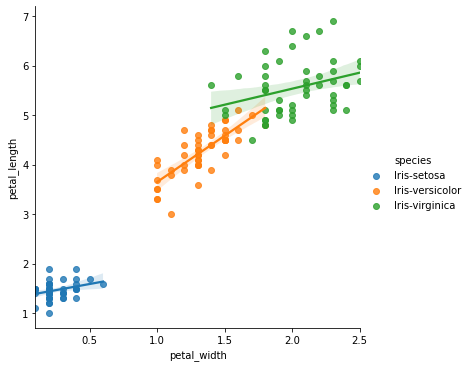 7
6
5
4
3
2
1
petal_length
0.5 1.0 1.5 2.0 2.5
petal_width
species
Iris-setosa
Iris-versicolor
Iris-virginica